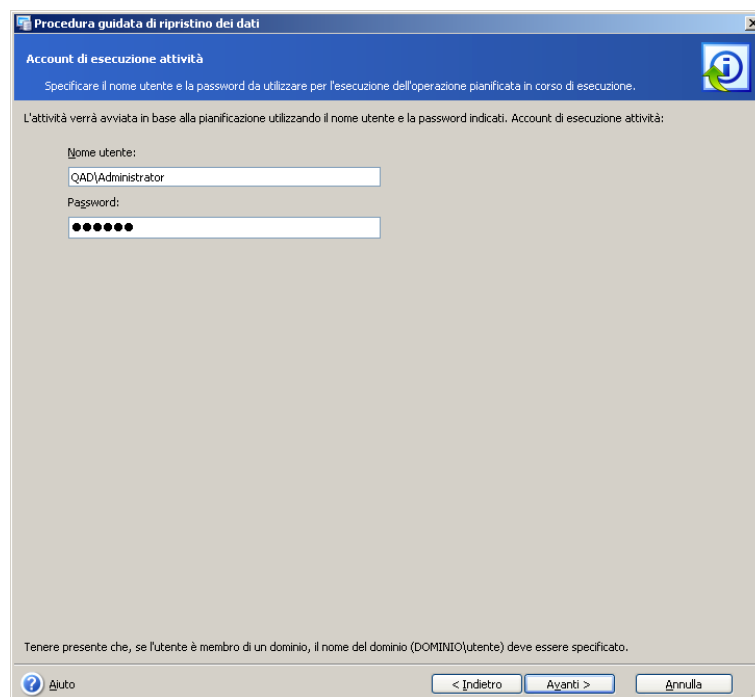 Procedura guidata di ripristino dei dati
Account di esecuzione attività
Specificare il nome utente e la password da utilizzare per l'esecuzione dell'operazione pianificata in corso di esecuzione.
L'attività verrà avviata in base alla pianificazione utilizzando il nome utente e la password indicati. Account di esecuzione attività:
Nome utente:
QAD\Administrator
Password:
●●●●●●
Tenere presente che, se l'utente è membro di un dominio, il nome del dominio (DOMINIO\utente) deve essere specificato.
Aiuto
< Indietro
Avanti >
Annulla